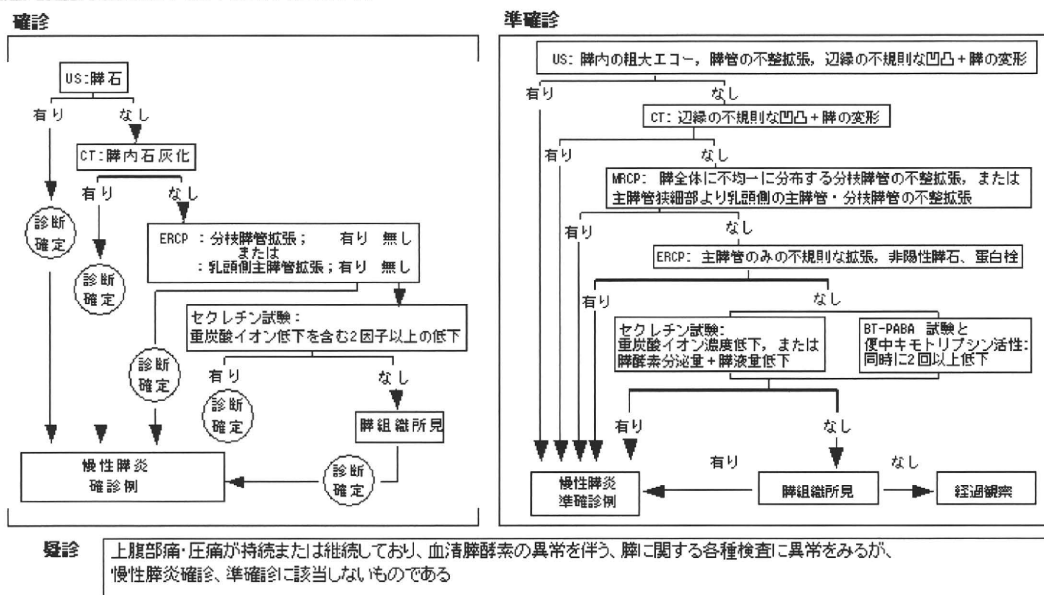 確診
US:膵石
有り なし
CT:膵内石灰化
有り なし
診断
確定
診断
確定
ERCP : 分枝膵管拡張; 有り 無し
または
: 乳頭側主膵管拡張; 有り 無し
セクレチン試験:
重炭酸イオン低下を含む2因子以上の低下
診断
確定
有り なし
診断
確定
膵組織所見
診断
確定
慢性膵炎
確診例
準確診
US: 膵内の粗大エコー, 膵管の不整拡張, 辺縁の不規則な凹凸+膵の変形
有り なし
CT: 辺縁の不規則な凹凸+膵の変形
有り なし
MRCP: 膵全体に不均一に分布する分枝膵管の不整拡張, または
主膵管狭細部より乳頭側の主膵管・分枝膵管の不整拡張
有り なし
ERCP: 主膵管のみの不規則な拡張, 非陽性膵石、蛋白栓
有り なし
セクレチン試験:
重炭酸イオン濃度低下, または
膵酵素分泌量+膵液量低下
BT-PABA 試験と
便中キモトリプシン活性:
同時に2回以上低下
有り なし
慢性膵炎
準確診例
有り
膵組織所見
なし
経過観察
疑診
上腹部痛・圧痛が持続または継続しており、血清膵酵素の異常を伴う、膵に関する各種検査に異常をみるが、
慢性膵炎確診、準確診に該当しないものである